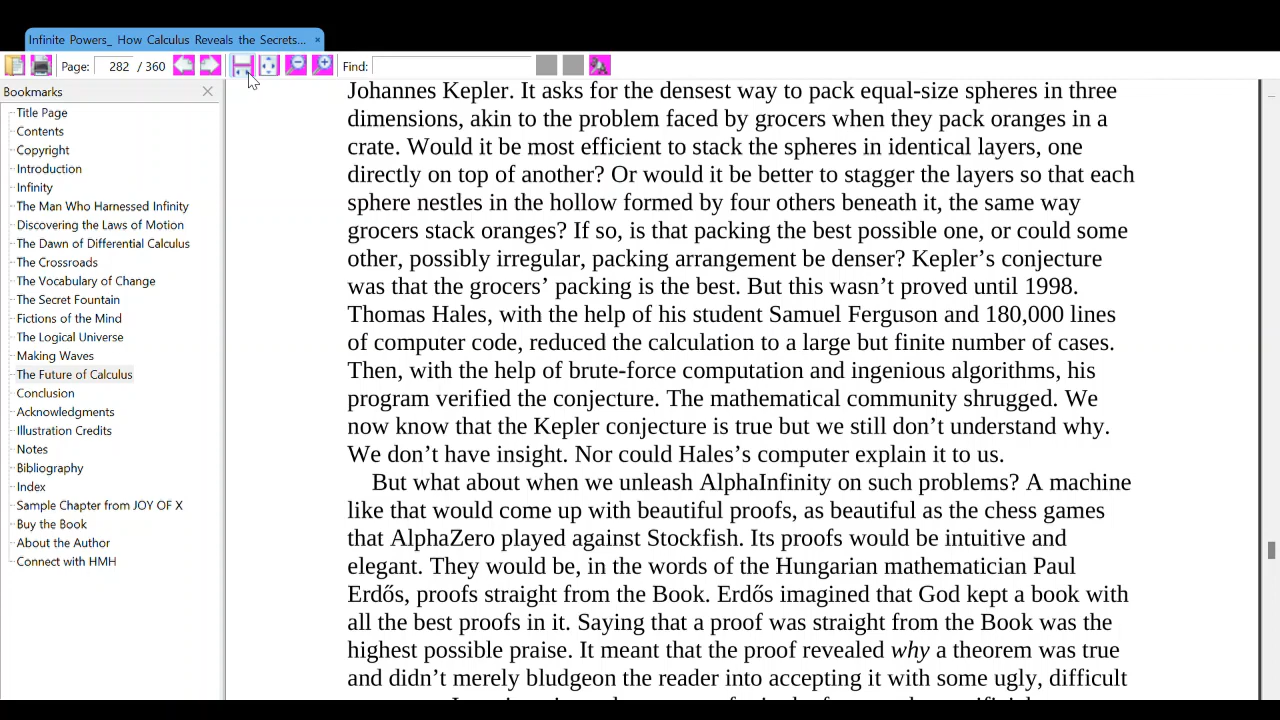 Infinite Powers_ How Calculus Reveals the Secrets... ×
Page: 282 / 360 Find:
Bookmarks
Title Page
Contents
Copyright
Introduction
Infinity
The Man Who Harnessed Infinity
Discovering the Laws of Motion
The Dawn of Differential Calculus
The Crossroads
The Vocabulary of Change
The Secret Fountain
Fictions of the Mind
The Logical Universe
Making Waves
The Future of Calculus
Conclusion
Acknowledgments
Illustration Credits
Notes
Bibliography
Index
Sample Chapter from JOY OF X
Buy the Book
About the Author
Connect with HMH
Johannes Kepler. It asks for the densest way to pack equal-size spheres in three
dimensions, akin to the problem faced by grocers when they pack oranges in a
crate. Would it be most efficient to stack the spheres in identical layers, one
directly on top of another? Or would it be better to stagger the layers so that each
sphere nestles in the hollow formed by four others beneath it, the same way
grocers stack oranges? If so, is that packing the best possible one, or could some
other, possibly irregular, packing arrangement be denser? Kepler’s conjecture
was that the grocers’ packing is the best. But this wasn’t proved until 1998.
Thomas Hales, with the help of his student Samuel Ferguson and 180,000 lines
of computer code, reduced the calculation to a large but finite number of cases.
Then, with the help of brute-force computation and ingenious algorithms, his
program verified the conjecture. The mathematical community shrugged. We
now know that the Kepler conjecture is true but we still don’t understand why.
We don’t have insight. Nor could Hales’s computer explain it to us.
But what about when we unleash AlphaInfinity on such problems? A machine
like that would come up with beautiful proofs, as beautiful as the chess games
that AlphaZero played against Stockfish. Its proofs would be intuitive and
elegant. They would be, in the words of the Hungarian mathematician Paul
Erdős, proofs straight from the Book. Erdős imagined that God kept a book with
all the best proofs in it. Saying that a proof was straight from the Book was the
highest possible praise. It meant that the proof revealed why a theorem was true
and didn’t merely bludgeon the reader into accepting it with some ugly, difficult